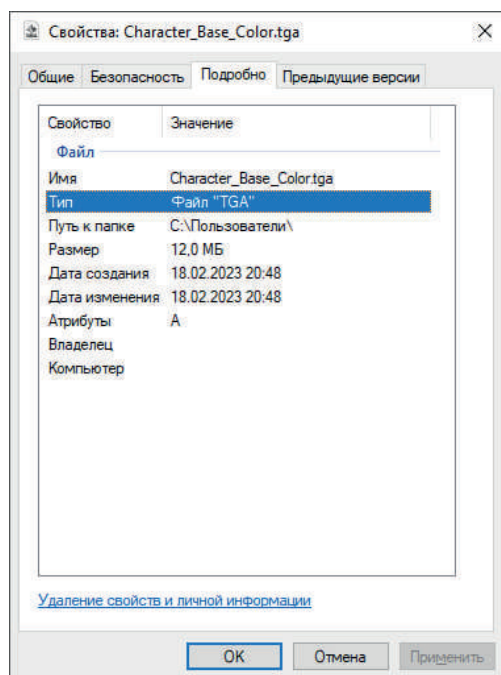 Свойства: Character_Base_Color.tga
Общие Безопасность Подробно Предыдущие версии
Свойство Значение
Файл
Имя Character_Base_Color.tga
Тип Файл "TGA"
Путь к папке C:\Пользователи\
Размер 12,0 МБ
Дата создания 18.02.2023 20:48
Дата изменения 18.02.2023 20:48
Атрибуты A
Владелец
Компьютер
Удаление свойств и личной информации
OK Отмена Применить